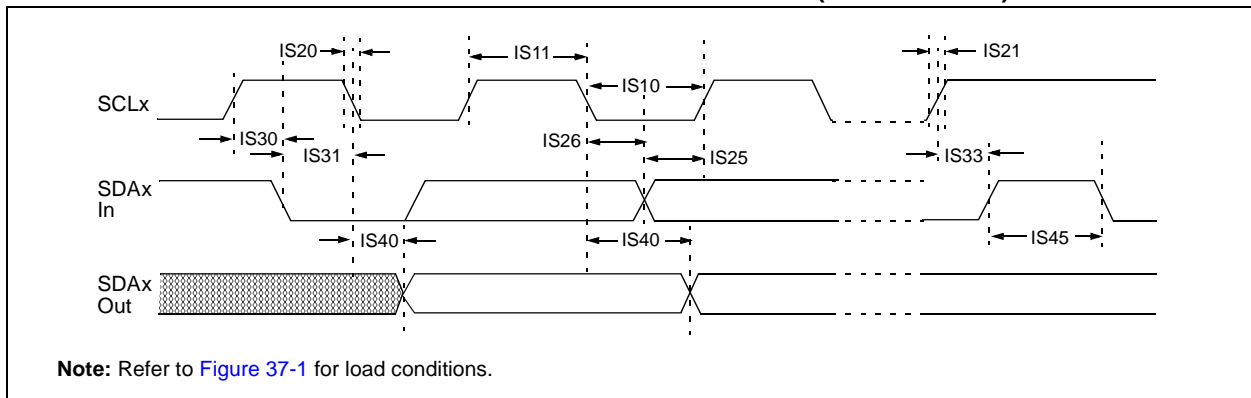 IS20
IS11
IS21
IS10
SCLx
IS30
IS26
IS31
IS25
IS33
SDAx
In
IS40
IS40
IS45
SDAx
Out
Note: Refer to Figure 37-1 for load conditions.